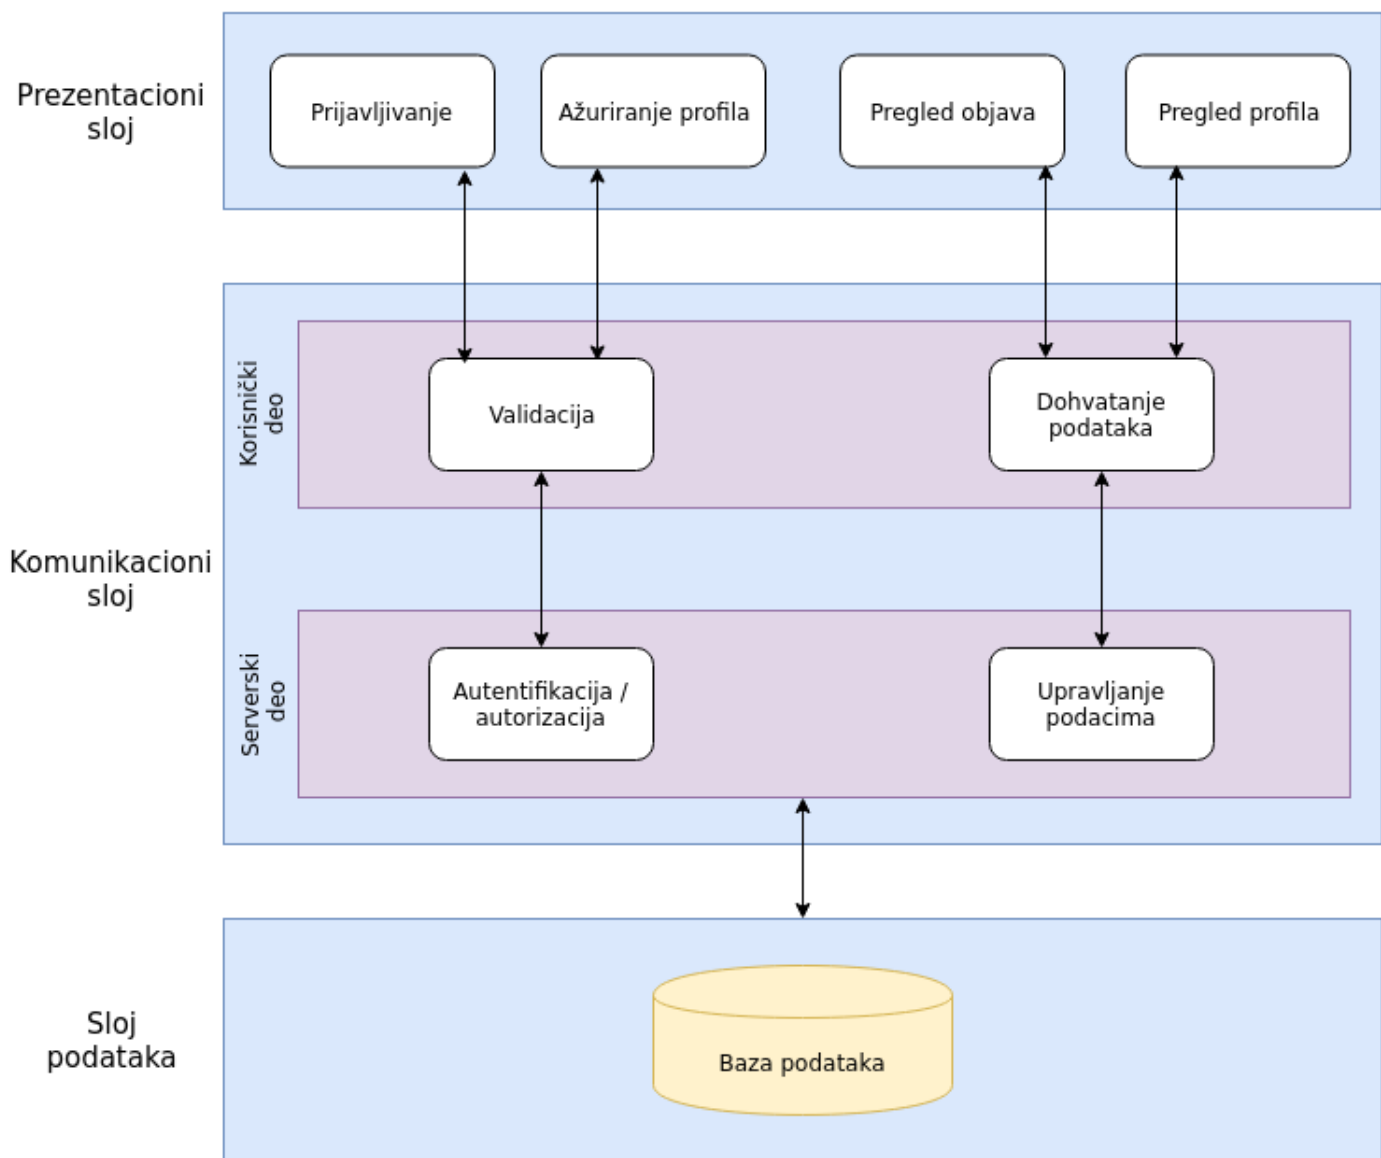 Prezentacioni
sloj
Prijavljivanje
Ažuriranje profila
Pregled objava
Pregled profila
Komunikacioni
sloj
Korisnički
deo
Validacija
Dohvatanje
podataka
Serverski
deo
Autentifikacija /
autorizacija
Upravljanje
podacima
Sloj
podataka
Baza podataka